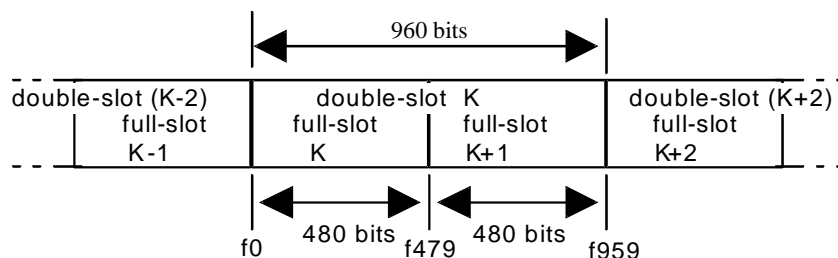 960 bits
double-slot (K-2) double-slot K double-slot (K+2)
full-slot full-slot full-slot full-slot
K-1 K K+1 K+2
480 bits 480 bits
f0 f479 f959